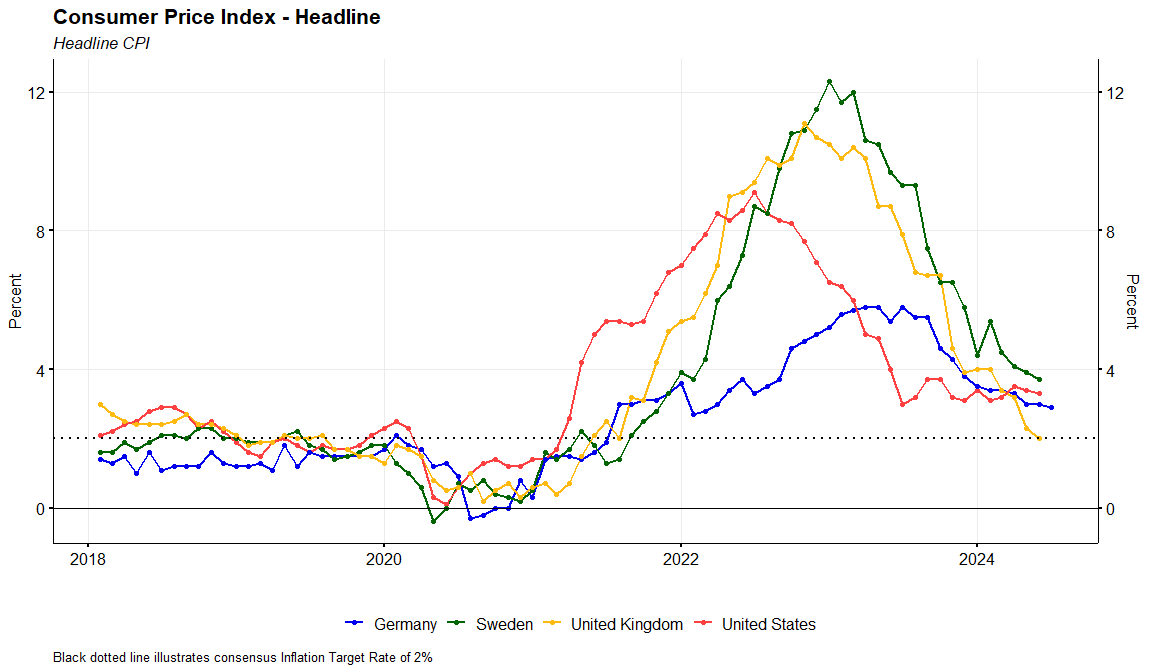 Consumer Price Index - Headline
Headline CPI
12 12
8 8
Percent Percent
4 4
0 0
2018 2020 2022 2024
Germany Sweden United Kingdom United States
Black dotted line illustrates consensus Inflation Target Rate of 2%